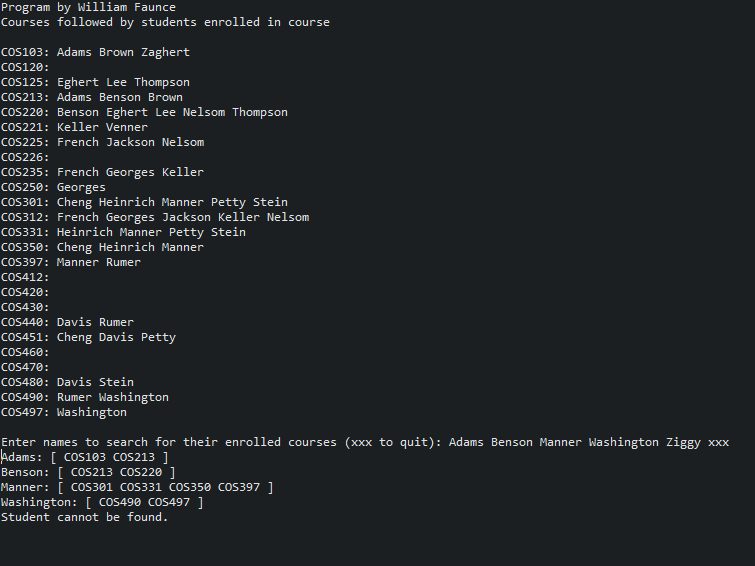 Program by William Faunce
Courses followed by students enrolled in course
COS103: Adams Brown Zaghert
COS120:
COS125: Eghert Lee Thompson
COS213: Adams Benson Brown
COS220: Benson Eghert Lee Nelsom Thompson
COS221: Keller Venner
COS225: French Jackson Nelsom
COS226:
COS235: French Georges Keller
COS250: Georges
COS301: Cheng Heinrich Manner Petty Stein
COS312: French Georges Jackson Keller Nelsom
COS331: Heinrich Manner Petty Stein
COS350: Cheng Heinrich Manner
COS397: Manner Rumer
COS412:
COS420:
COS430:
COS440: Davis Rumer
COS451: Cheng Davis Petty
COS460:
COS470:
COS480: Davis Stein
COS490: Rumer Washington
COS497: Washington
Enter names to search for their enrolled courses (xxx to quit): Adams Benson Manner Washington Ziggy xxx
Adams: [ COS103 COS213 ]
Benson: [ COS213 COS220 ]
Manner: [ COS301 COS331 COS350 COS397 ]
Washington: [ COS490 COS497 ]
Student cannot be found.